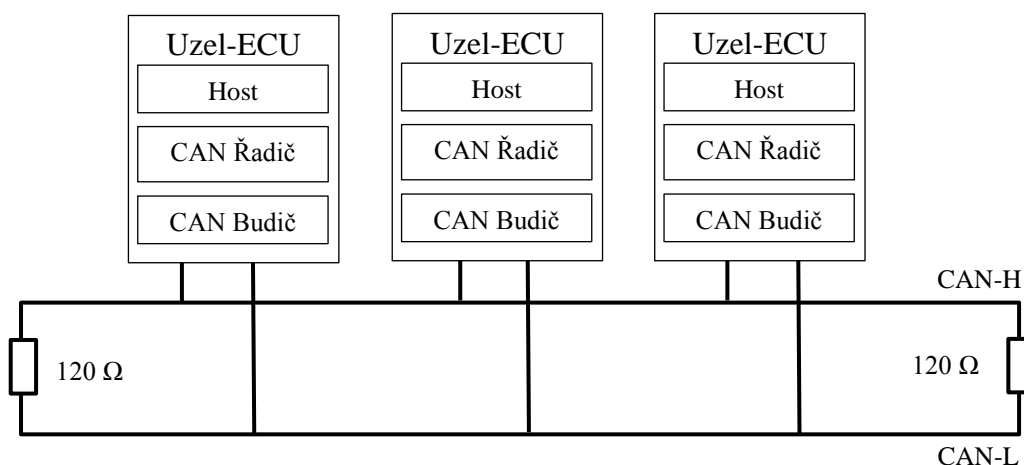 Uzel-ECU
Host
CAN Řadič
CAN Budič
Uzel-ECU
Host
CAN Řadič
CAN Budič
Uzel-ECU
Host
CAN Řadič
CAN Budič
CAN-H
120 Ω
120 Ω
CAN-L